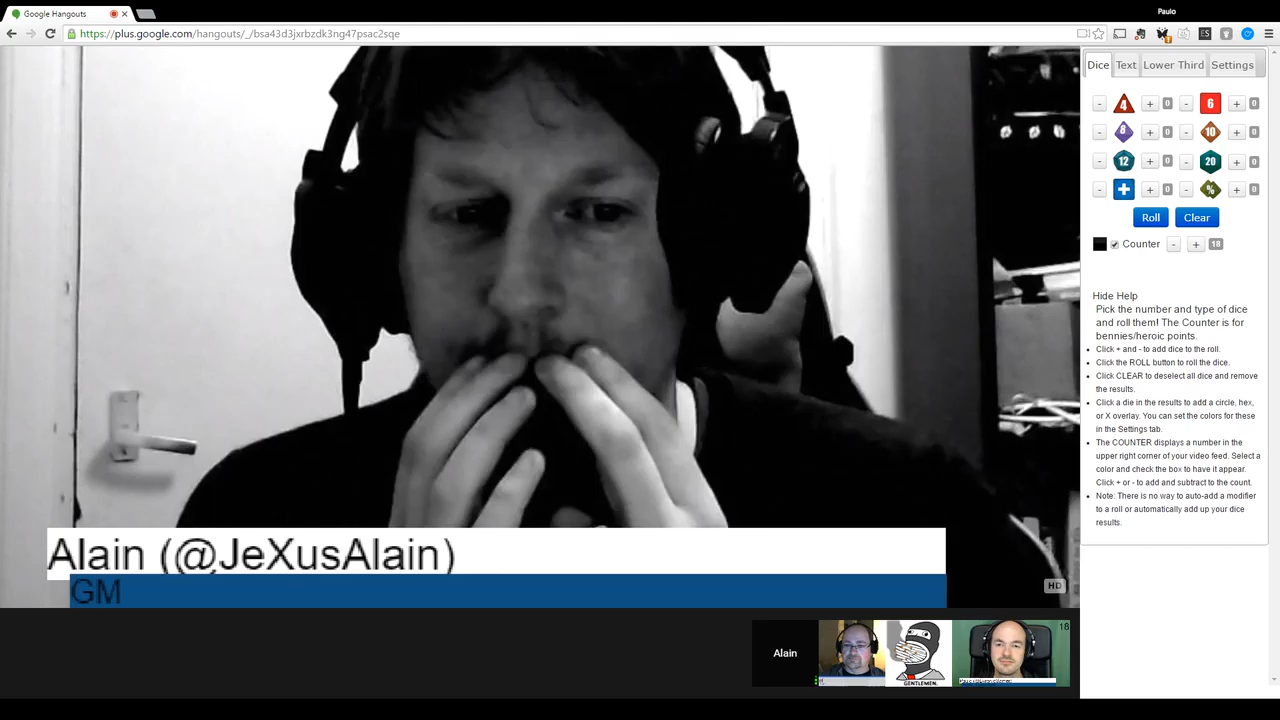 Paulo
Google Hangouts
https://plus.google.com/hangouts/_/bsa43d3jxrbzdk3ng47psac2sqe
ES
Dice Text Lower Third Settings
- 4 + 0 - 6 + 0
- 8 + 0 - 10 + 0
- 12 + 0 - 20 + 0
- + + 0 - % + 0
Roll Clear
Counter - + 18
Hide Help
Pick the number and type of dice
and roll them! The Counter is for
bennies/heroic points.
Click + and - to add dice to the roll.
Click the ROLL button to roll the dice.
Click CLEAR to deselect all dice and remove
the results.
Click a die in the results to add a circle, hex,
or X overlay. You can set the colors for these
in the Settings tab.
The COUNTER displays a number in the
upper right corner of your video feed. Select a
color and check the box to have it appear.
Click + or - to add and subtract to the count.
Note: There is no way to auto-add a modifier
to a roll or automatically add up your dice
results.
Alain (@JeXusAlain)
GM
HD
Alain
GENTLEMEN.
18